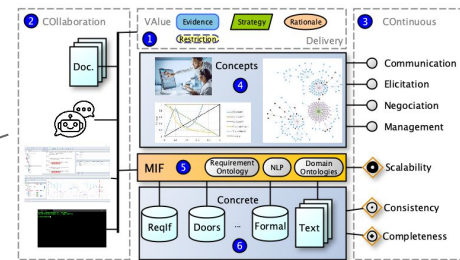 2 COllaboration
VAlue
Evidence
Strategy
Rationale
1
Restriction
Delivery
3 COntinuous
Doc.
Concepts
4
Communication
Elicitation
Negociation
Management
MIF
5
Requirement
Ontology
NLP
Domain
Ontologies
Scalability
Concrete
ReqIf
Doors
...
Formal
Text
6
Consistency
Completeness